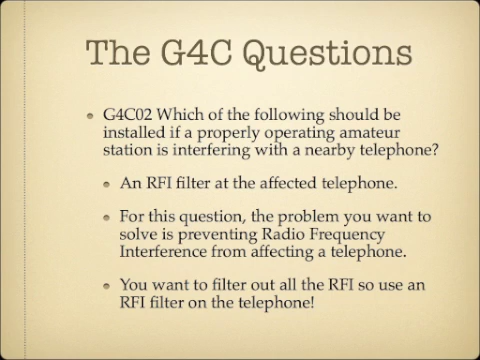 The G4C Questions
G4C02 Which of the following should be
installed if a properly operating amateur
station is interfering with a nearby telephone?
An RFI filter at the affected telephone.
For this question, the problem you want to
solve is preventing Radio Frequency
Interference from affecting a telephone.
You want to filter out all the RFI so use an
RFI filter on the telephone!